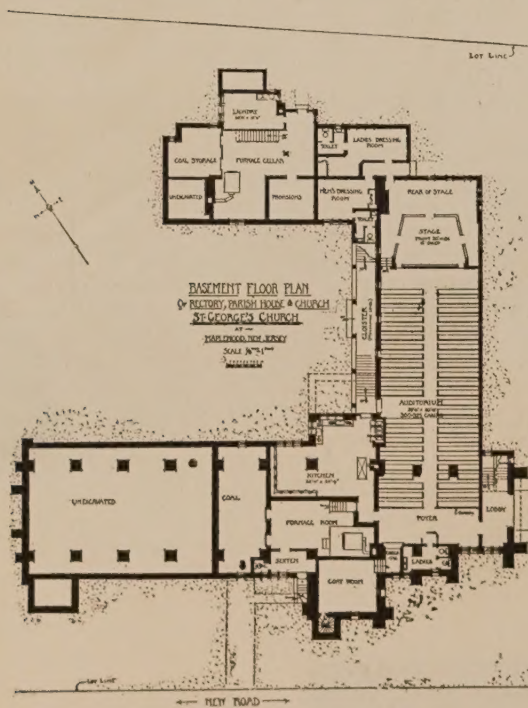 LOT LINE
LAUNDRY
TOILET
LADIES DRESSING
ROOM
COAL STORAGE
FURNACE CELLAR
UNEXCAVATED
PROVISIONS
MEN'S DRESSING
ROOM
REAR OF STAGE
TOILET
STAGE
BASEMENT FLOOR PLAN
OF RECTORY, PARISH HOUSE & CHURCH
ST. GEORGE'S CHURCH
AT
MAPLEWOOD, NEW JERSEY
CLOISTER
AUDITORIUM
KITCHEN
UNEXCAVATED
COAL
FURNACE ROOM
LOBBY
FOYER
SEXTON
LADIES
COAT ROOM
LOT LINE
NEW ROAD